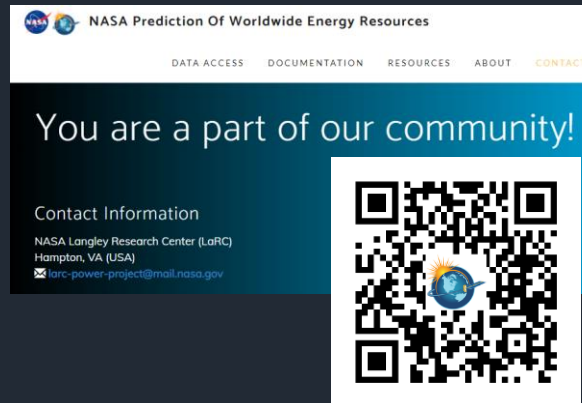 NASA Prediction Of Worldwide Energy Resources
DATA ACCESS DOCUMENTATION RESOURCES ABOUT CONTACT
You are a part of our community!
Contact Information
NASA Langley Research Center (LaRC)
Hampton, VA (USA)
larc-power-project@mail.nasa.gov